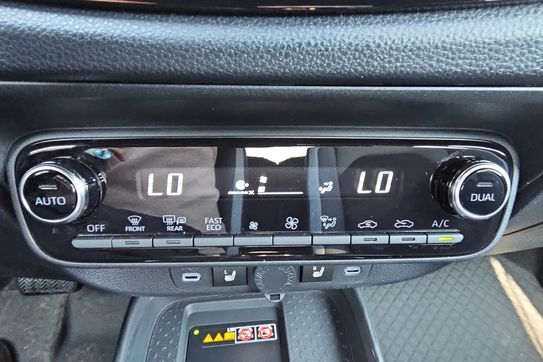 LO LO
AUTO DUAL
OFF FRONT REAR FAST ECO A/C
L R